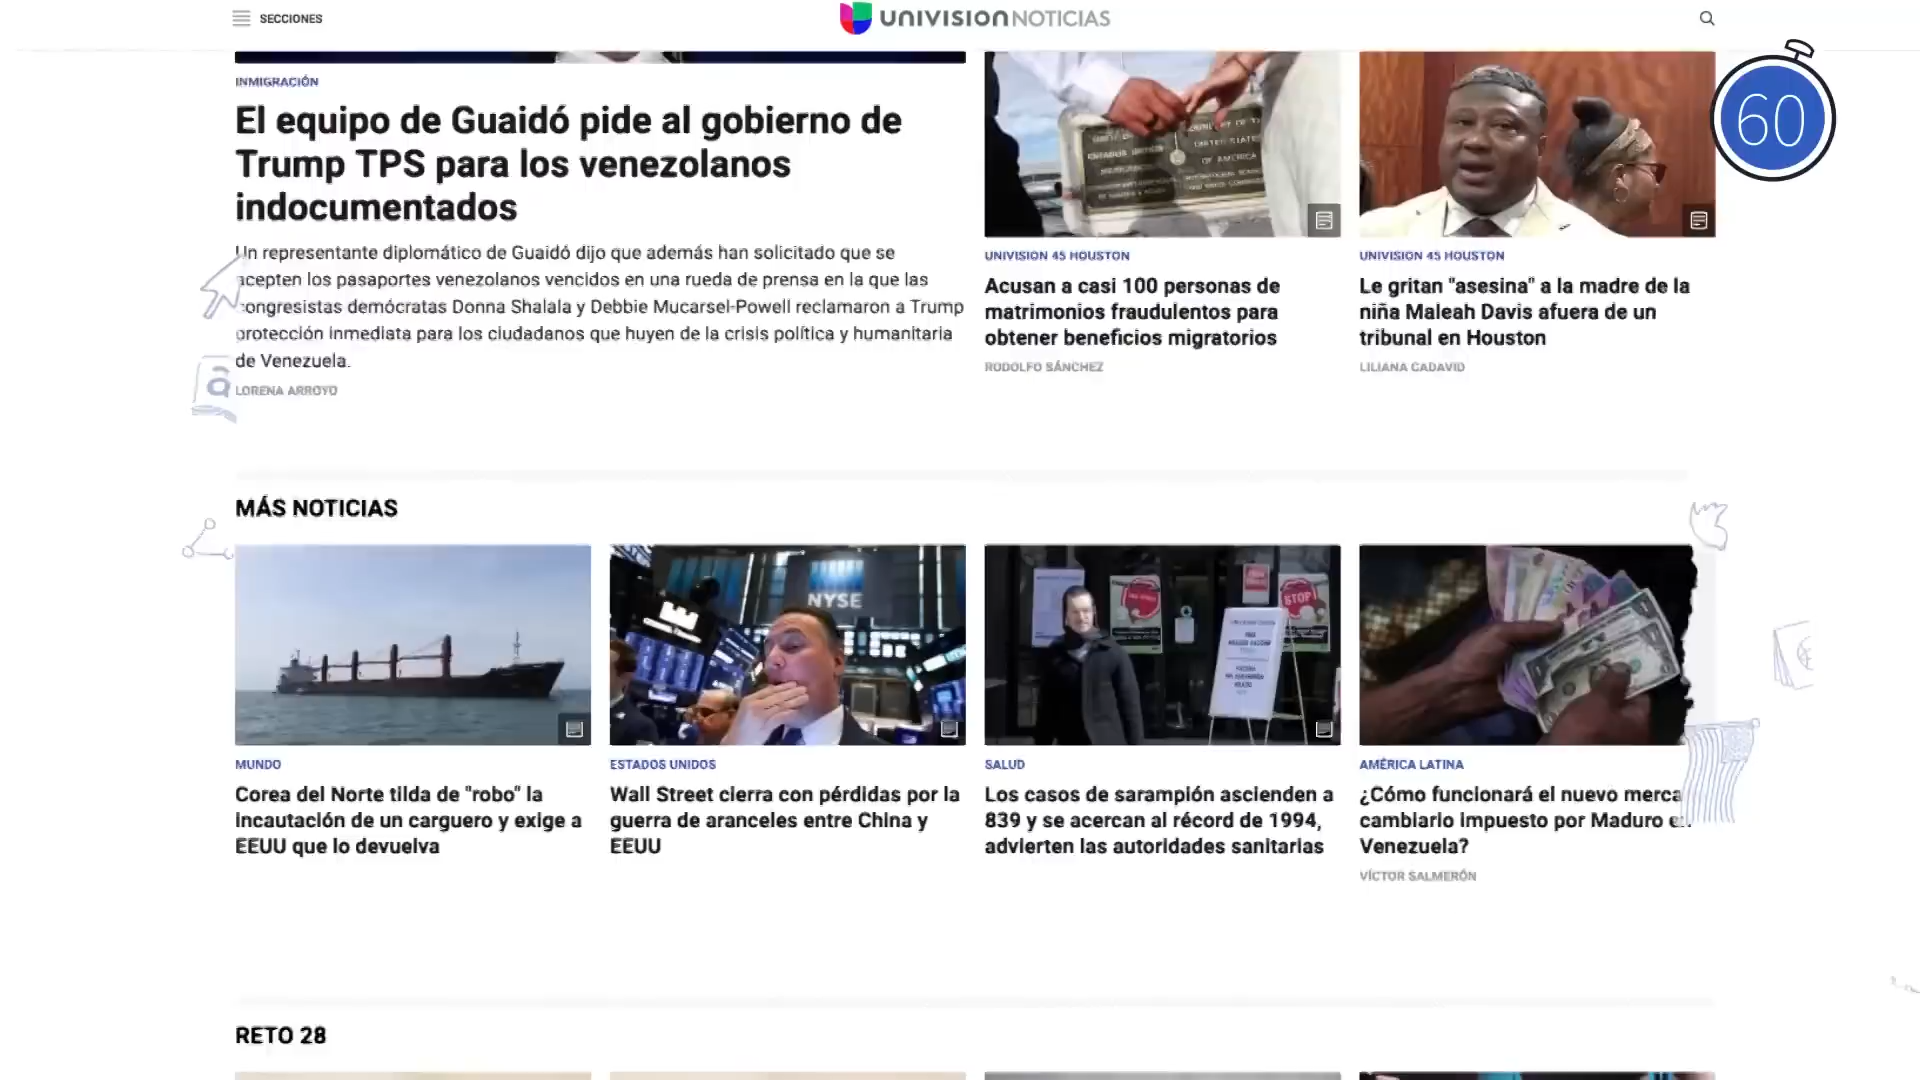 SECCIONES
UNIVISION NOTICIAS
60
INMIGRACIÓN
El equipo de Guaidó pide al gobierno de
Trump TPS para los venezolanos
indocumentados
Un representante diplomático de Guaidó dijo que además han solicitado que se
acepten los pasaportes venezolanos vencidos en una rueda de prensa en la que las
congresistas demócratas Donna Shalala y Debbie Mucarsel-Powell reclamaron a Trump
protección inmediata para los ciudadanos que huyen de la crisis política y humanitaria
de Venezuela.
LORENA ARROYO
UNITED STATES
OF AMERICA
UNIVISION 45 HOUSTON
Acusan a casi 100 personas de
matrimonios fraudulentos para
obtener beneficios migratorios
RODOLFO SÁNCHEZ
UNIVISION 45 HOUSTON
Le gritan "asesina" a la madre de la
niña Maleah Davis afuera de un
tribunal en Houston
LILIANA CADAVID
a
MÁS NOTICIAS
NYSE
STOP
MUNDO
Corea del Norte tilda de "robo" la
incautación de un carguero y exige a
EEUU que lo devuelva
ESTADOS UNIDOS
Wall Street cierra con pérdidas por la
guerra de aranceles entre China y
EEUU
SALUD
Los casos de sarampión ascienden a
839 y se acercan al récord de 1994,
advierten las autoridades sanitarias
AMÉRICA LATINA
¿Cómo funcionará el nuevo merca
cambiario impuesto por Maduro e
Venezuela?
VÍCTOR SALMERÓN
RETO 28